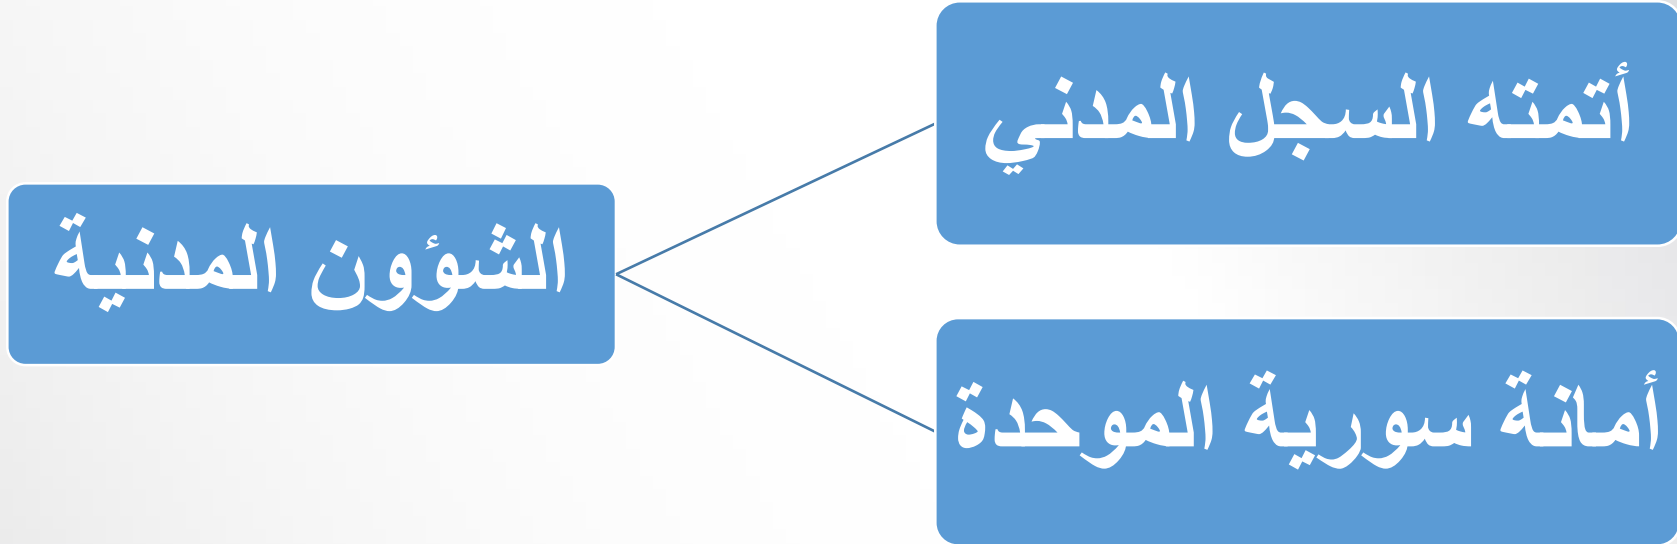 الشؤون المدنية
أتمته السجل المدني
أمانة سورية الموحدة